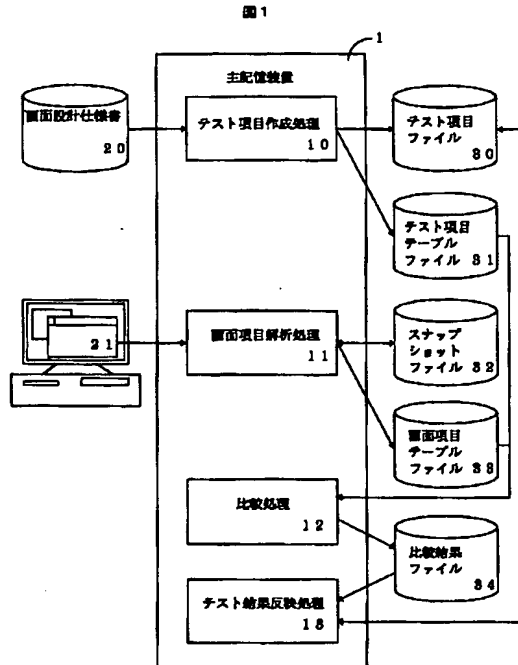 図1
1
主記憶装置
画面設計仕様書
20
テスト項目作成処理
10
テスト項目
ファイル
30
テスト項目
テーブル
ファイル 31
21
画面項目解析処理
11
スナップ
ショット
ファイル 32
画面項目
テーブル
ファイル 33
比較処理
12
比較結果
ファイル
34
テスト結果反映処理
13